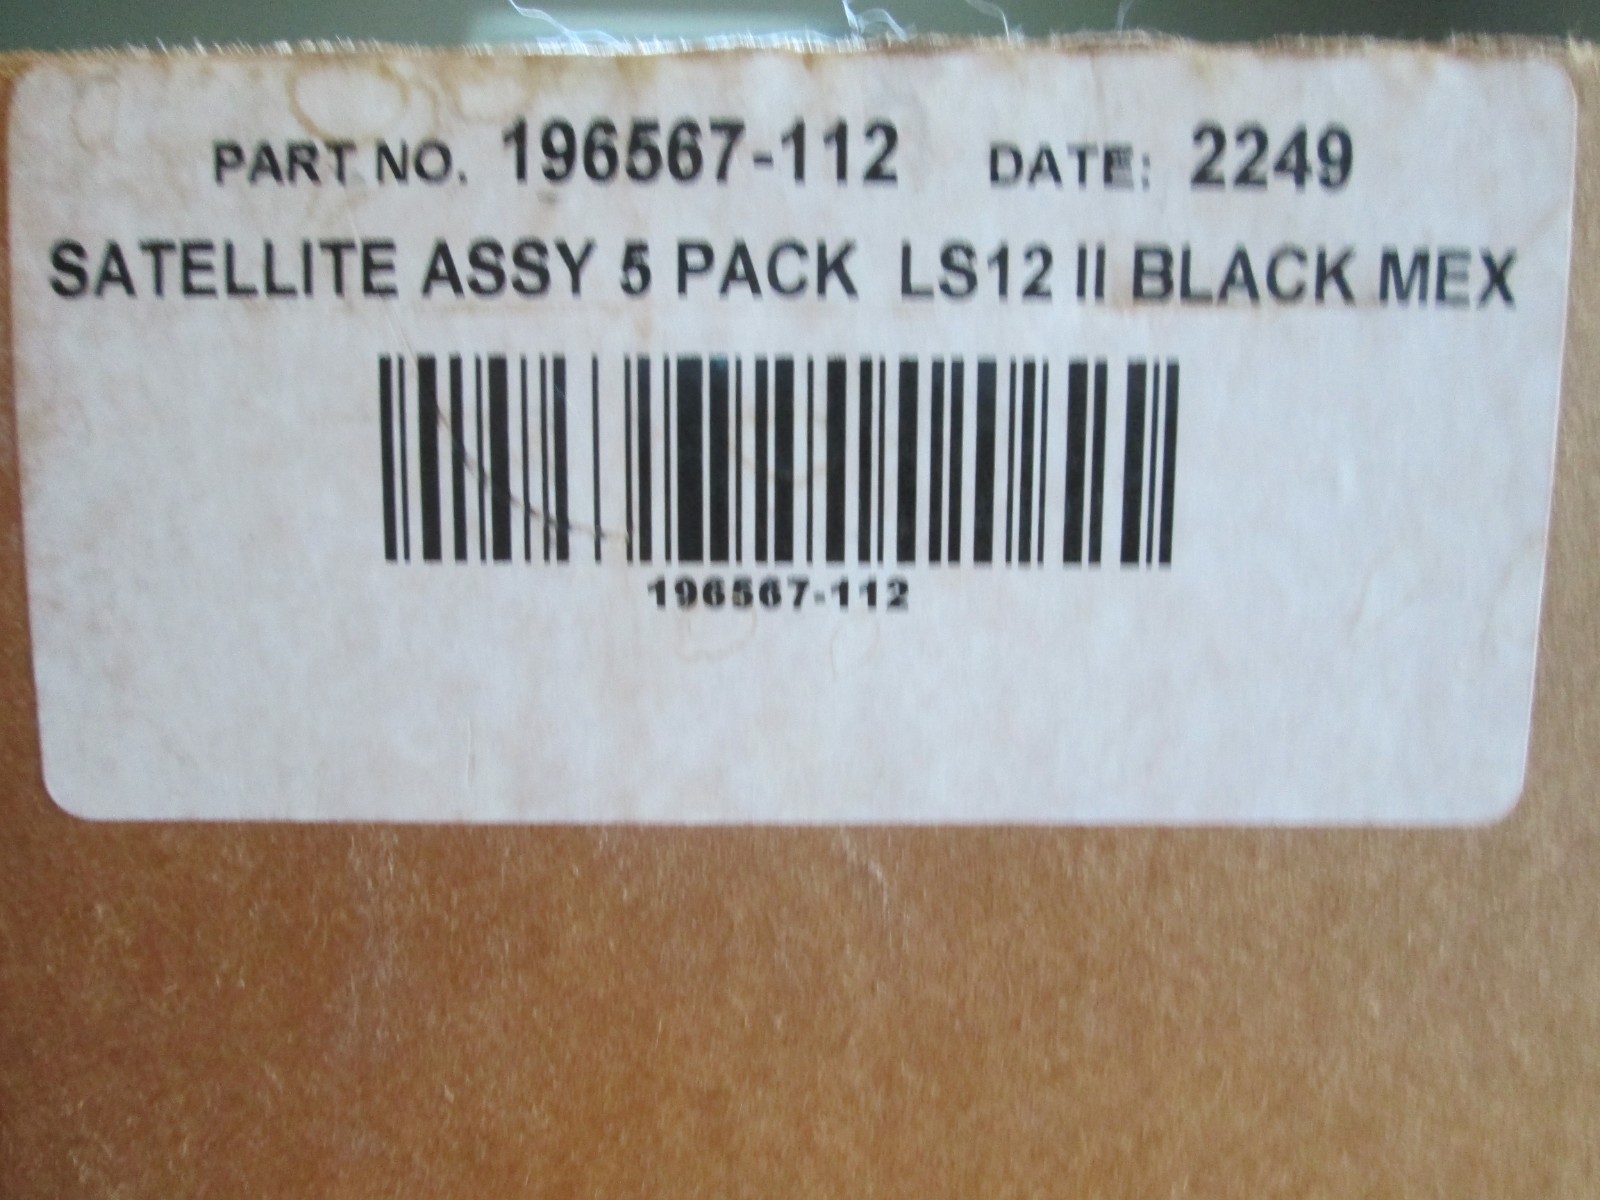 PART NO. 196567-112 DATE: 2249
SATELLITE ASSY 5 PACK LS12 II BLACK MEX
196567-112